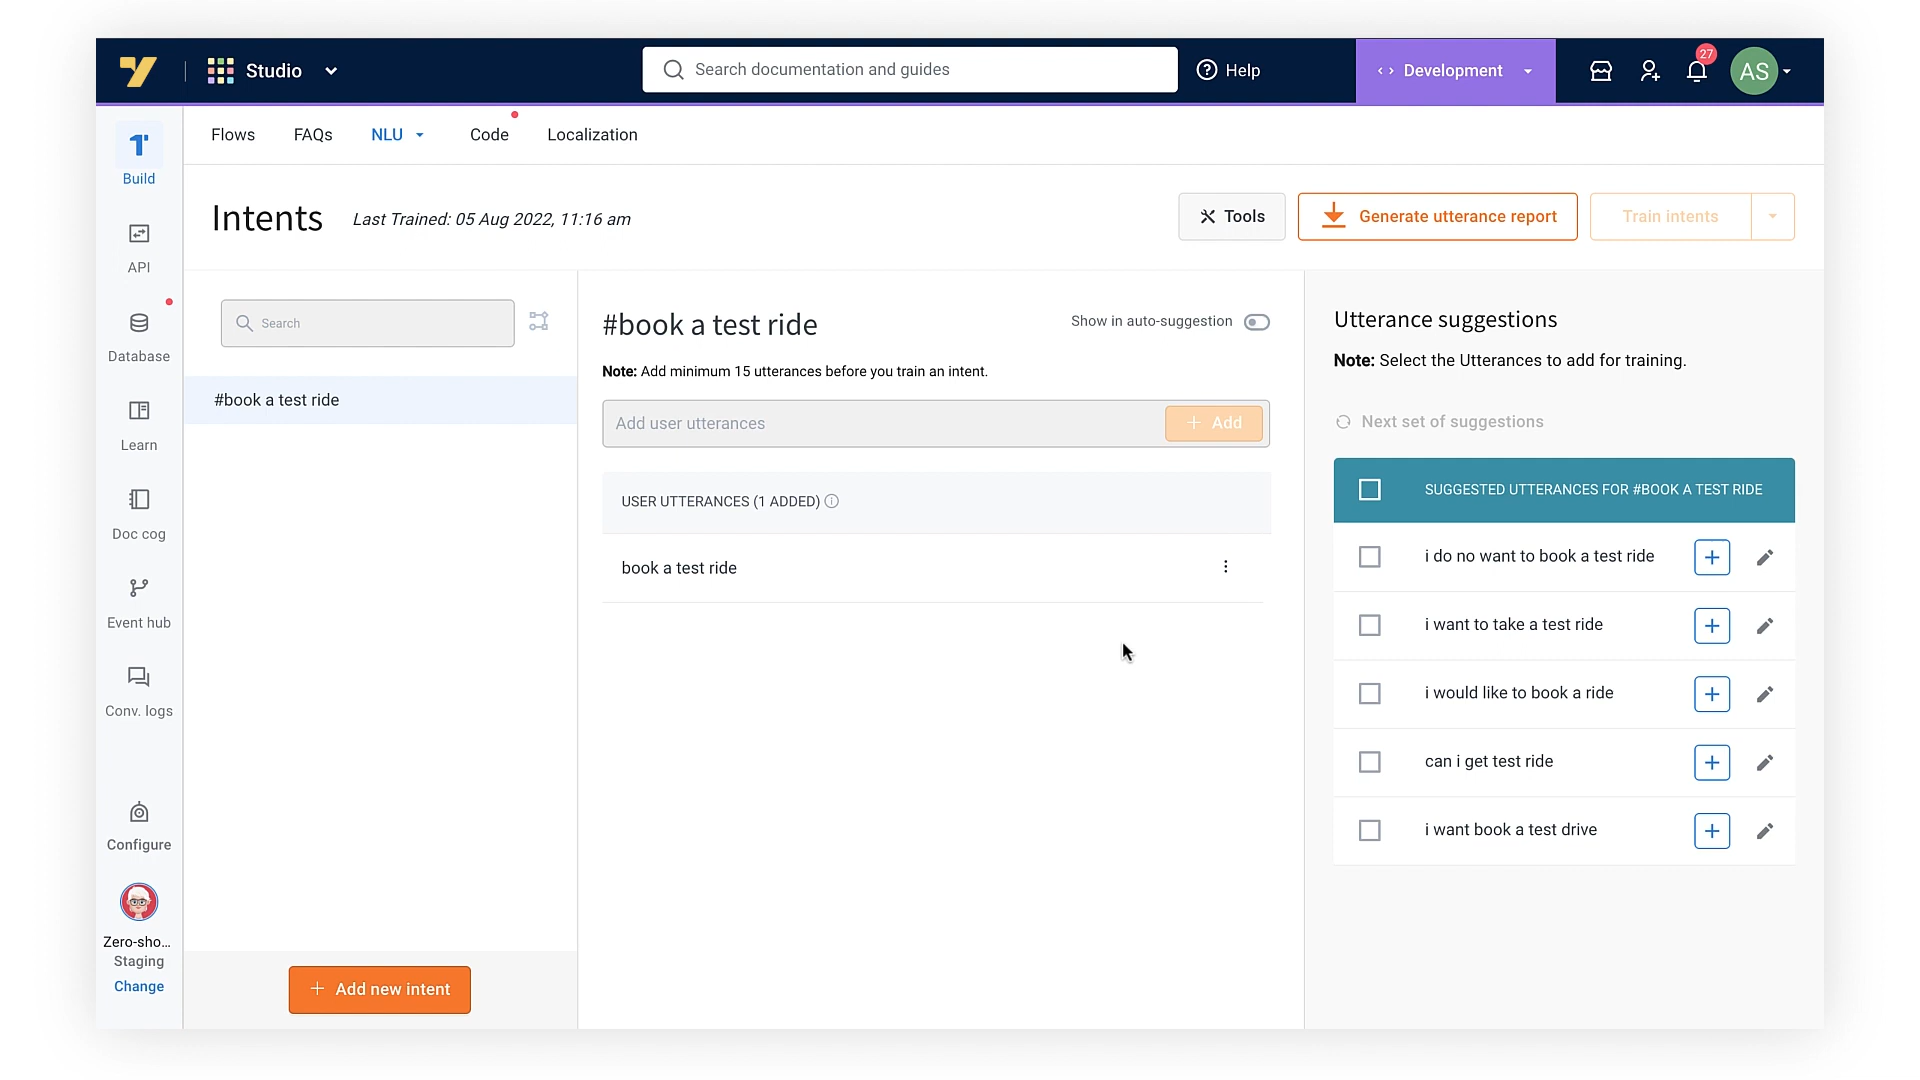 Studio
Search documentation and guides
Help
Development
27
AS
Flows
FAQs
NLU
Code
Localization
Build
API
Database
Learn
Doc cog
Event hub
Conv. logs
Configure
Zero-sho...
Staging
Change
Intents
Last Trained: 05 Aug 2022, 11:16 am
Tools
Generate utterance report
Train intents
Search
#book a test ride
Add new intent
#book a test ride
Show in auto-suggestion
Note: Add minimum 15 utterances before you train an intent.
Add user utterances
Add
USER UTTERANCES (1 ADDED)
book a test ride
Utterance suggestions
Note: Select the Utterances to add for training.
Next set of suggestions
SUGGESTED UTTERANCES FOR #BOOK A TEST RIDE
i do no want to book a test ride
i want to take a test ride
i would like to book a ride
can i get test ride
i want book a test drive